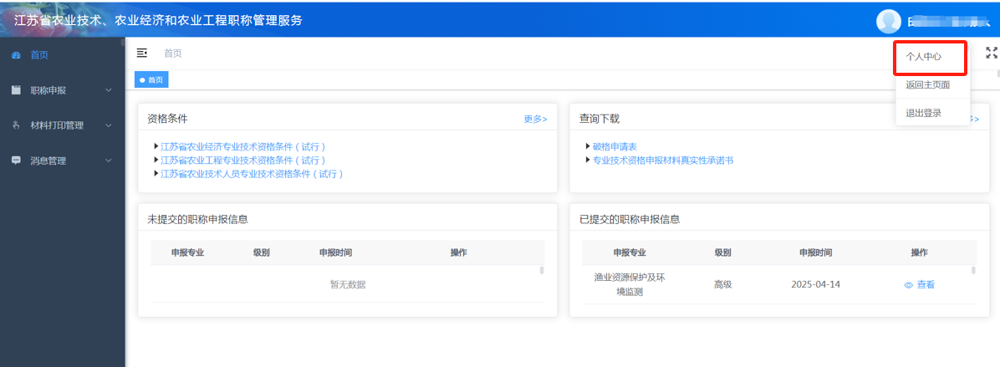 江苏省农业技术、农业经济和农业工程职称管理服务
首页
职称申报
材料打印管理
消息管理
首页
首页
个人中心
返回主页面
退出登录
资格条件
更多>
江苏省农业经济专业技术资格条件（试行）
江苏省农业工程专业技术资格条件（试行）
江苏省农业技术人员专业技术资格条件（试行）
查询下载
破格申请表
专业技术资格申报材料真实性承诺书
未提交的职称申报信息
申报专业 级别 申报时间 操作
暂无数据
已提交的职称申报信息
申报专业 级别 申报时间 操作
渔业资源保护及环
境监测
高级 2025-04-14 查看